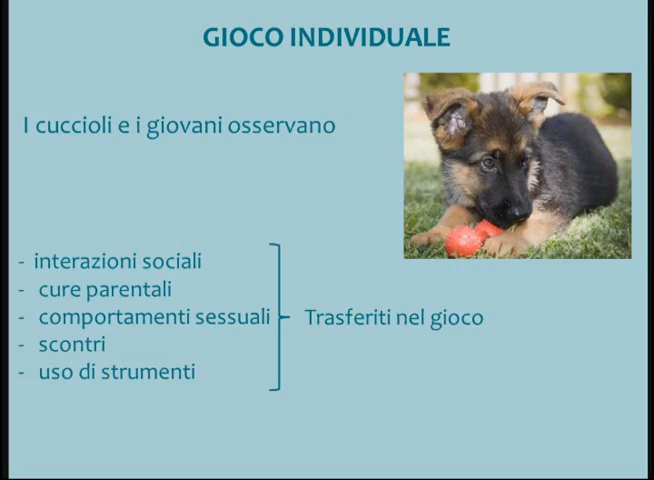 GIOCO INDIVIDUALE
I cuccioli e i giovani osservano
- interazioni sociali
- cure parentali
- comportamenti sessuali
- scontri
- uso di strumenti
Trasferiti nel gioco